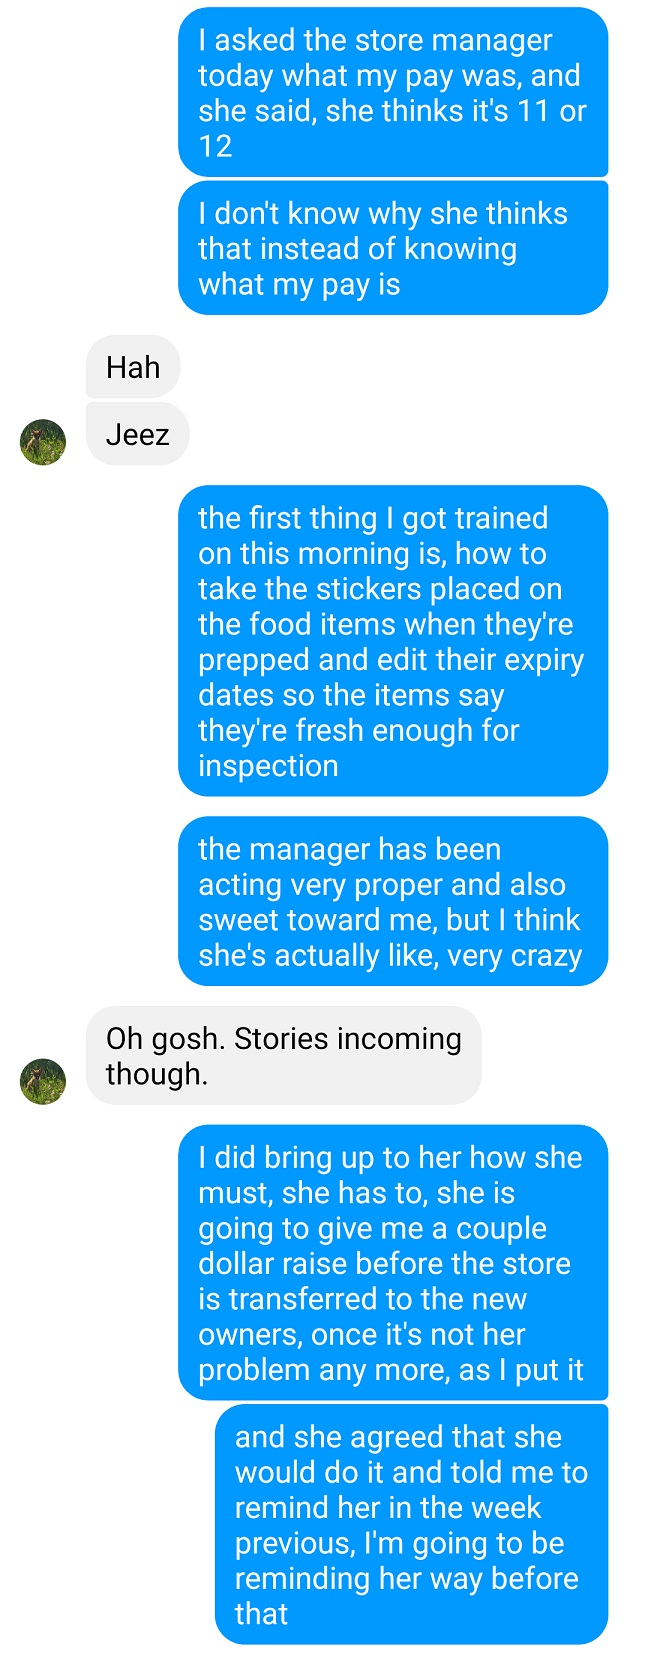 I asked the store manager
today what my pay was, and
she said, she thinks it's 11 or
12
I don't know why she thinks
that instead of knowing
what my pay is
Hah
Jeez
the first thing I got trained
on this morning is, how to
take the stickers placed on
the food items when they're
prepped and edit their expiry
dates so the items say
they're fresh enough for
inspection
the manager has been
acting very proper and also
sweet toward me, but I think
she's actually like, very crazy
Oh gosh. Stories incoming
though.
I did bring up to her how she
must, she has to, she is
going to give me a couple
dollar raise before the store
is transferred to the new
owners, once it's not her
problem any more, as I put it
and she agreed that she
would do it and told me to
remind her in the week
previous, I'm going to be
reminding her way before
that